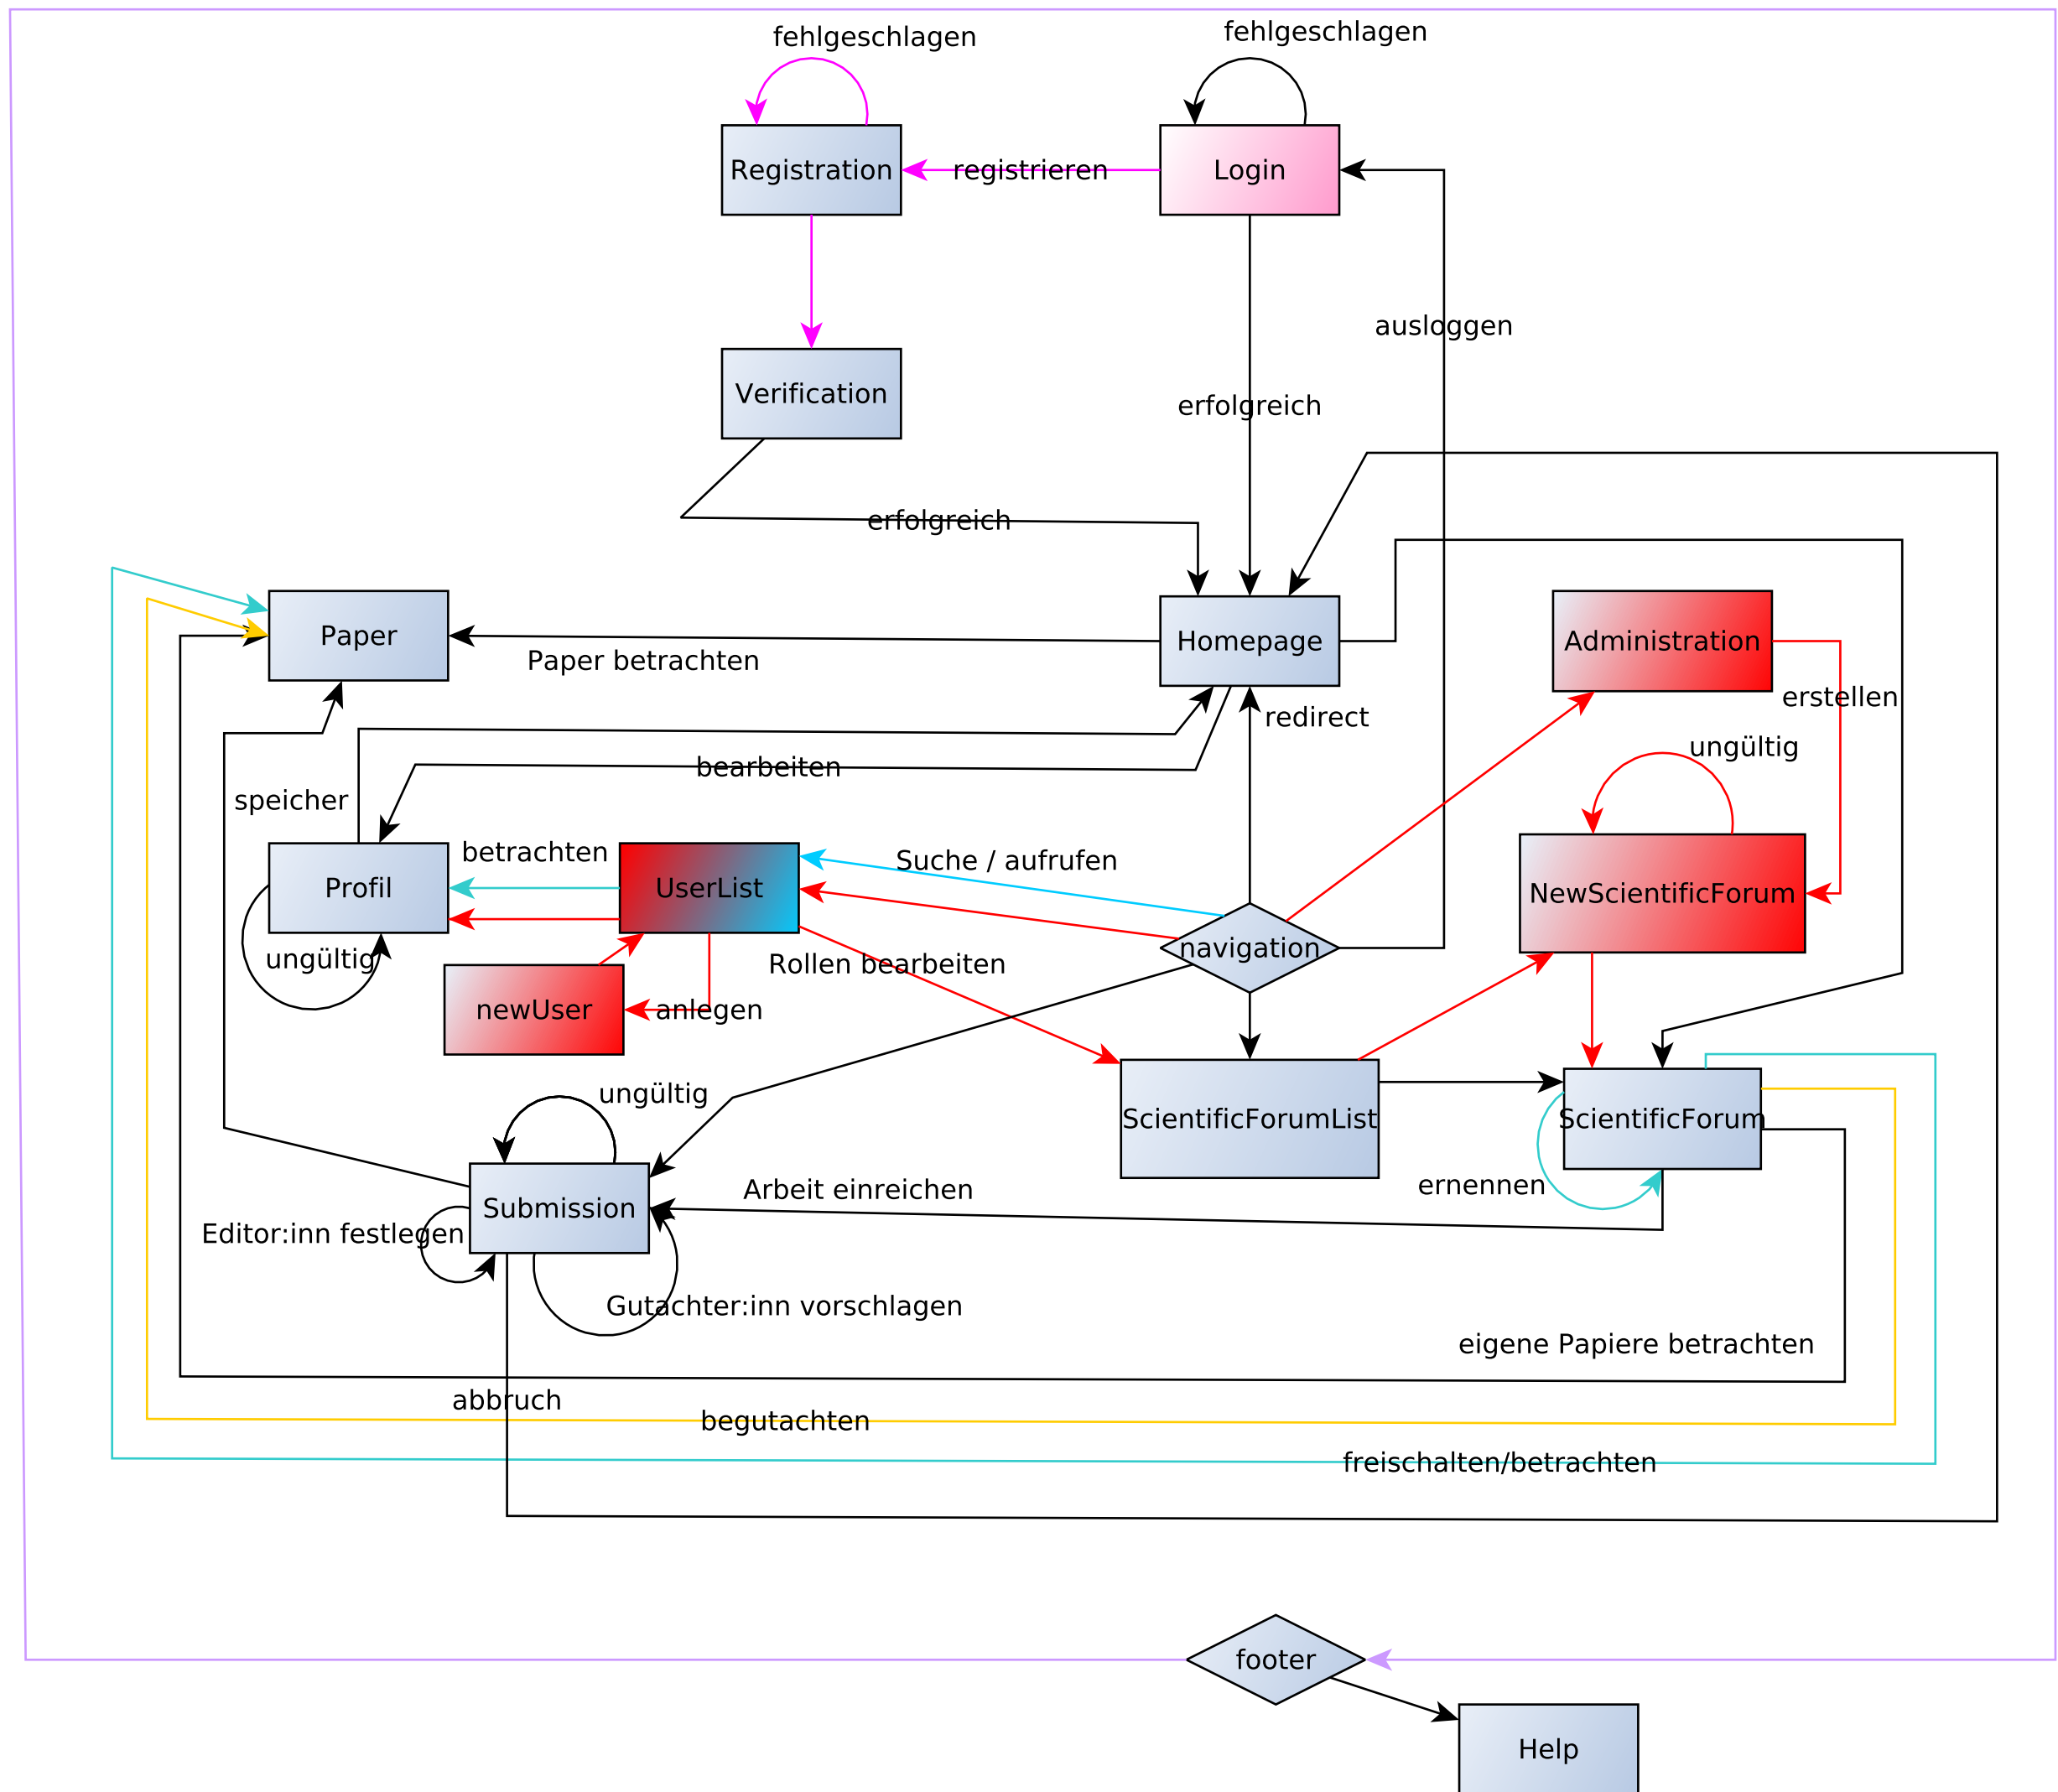 fehlgeschlagen
fehlgeschlagen
Registration
registrieren
Login
ausloggen
Verification
erfolgreich
erfolgreich
Paper
Homepage
Administration
Paper betrachten
erstellen
redirect
ungültig
bearbeiten
speicher
betrachten
Suche / aufrufen
Profil
UserList
NewScientificForum
navigation
ungültig
Rollen bearbeiten
newUser
anlegen
ungültig
ScientificForumList
ScientificForum
Arbeit einreichen
ernennen
Submission
Editor:inn festlegen
Gutachter:inn vorschlagen
eigene Papiere betrachten
abbruch
begutachten
freischalten/betrachten
footer
Help